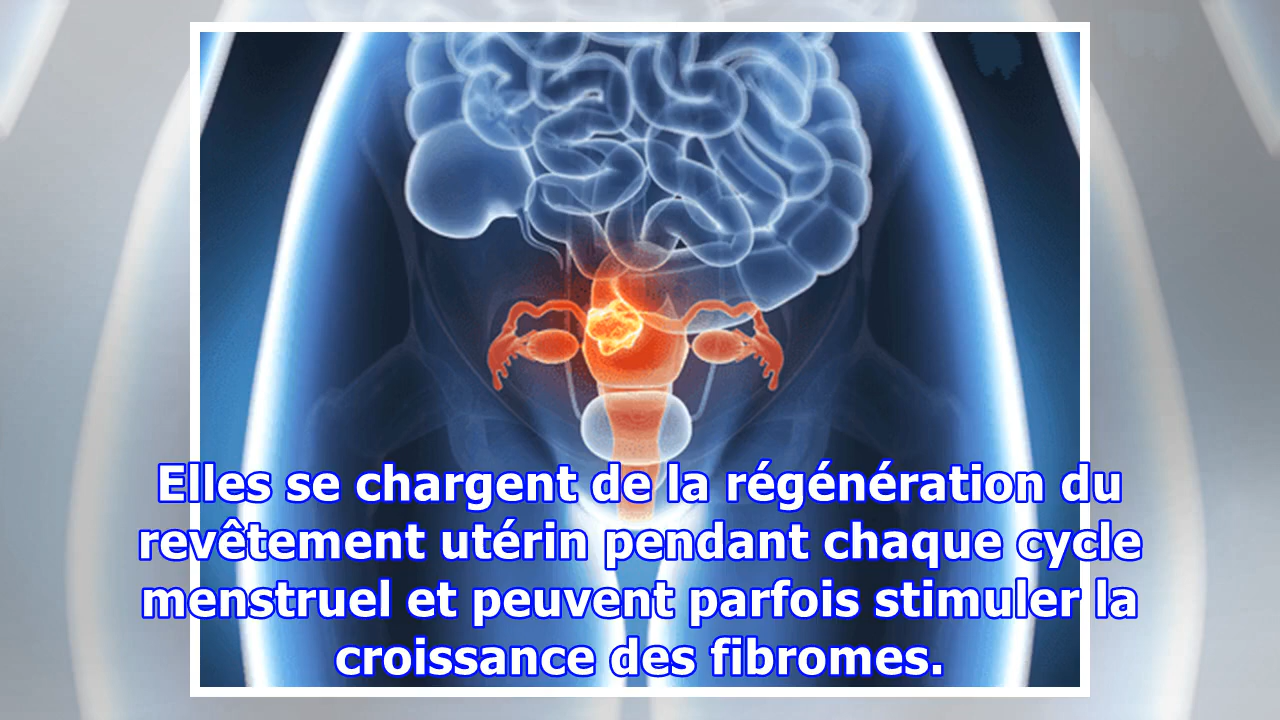 Elles se chargent de la régénération du
revêtement utérin pendant chaque cycle
menstruel et peuvent parfois stimuler la
croissance des fibromes.